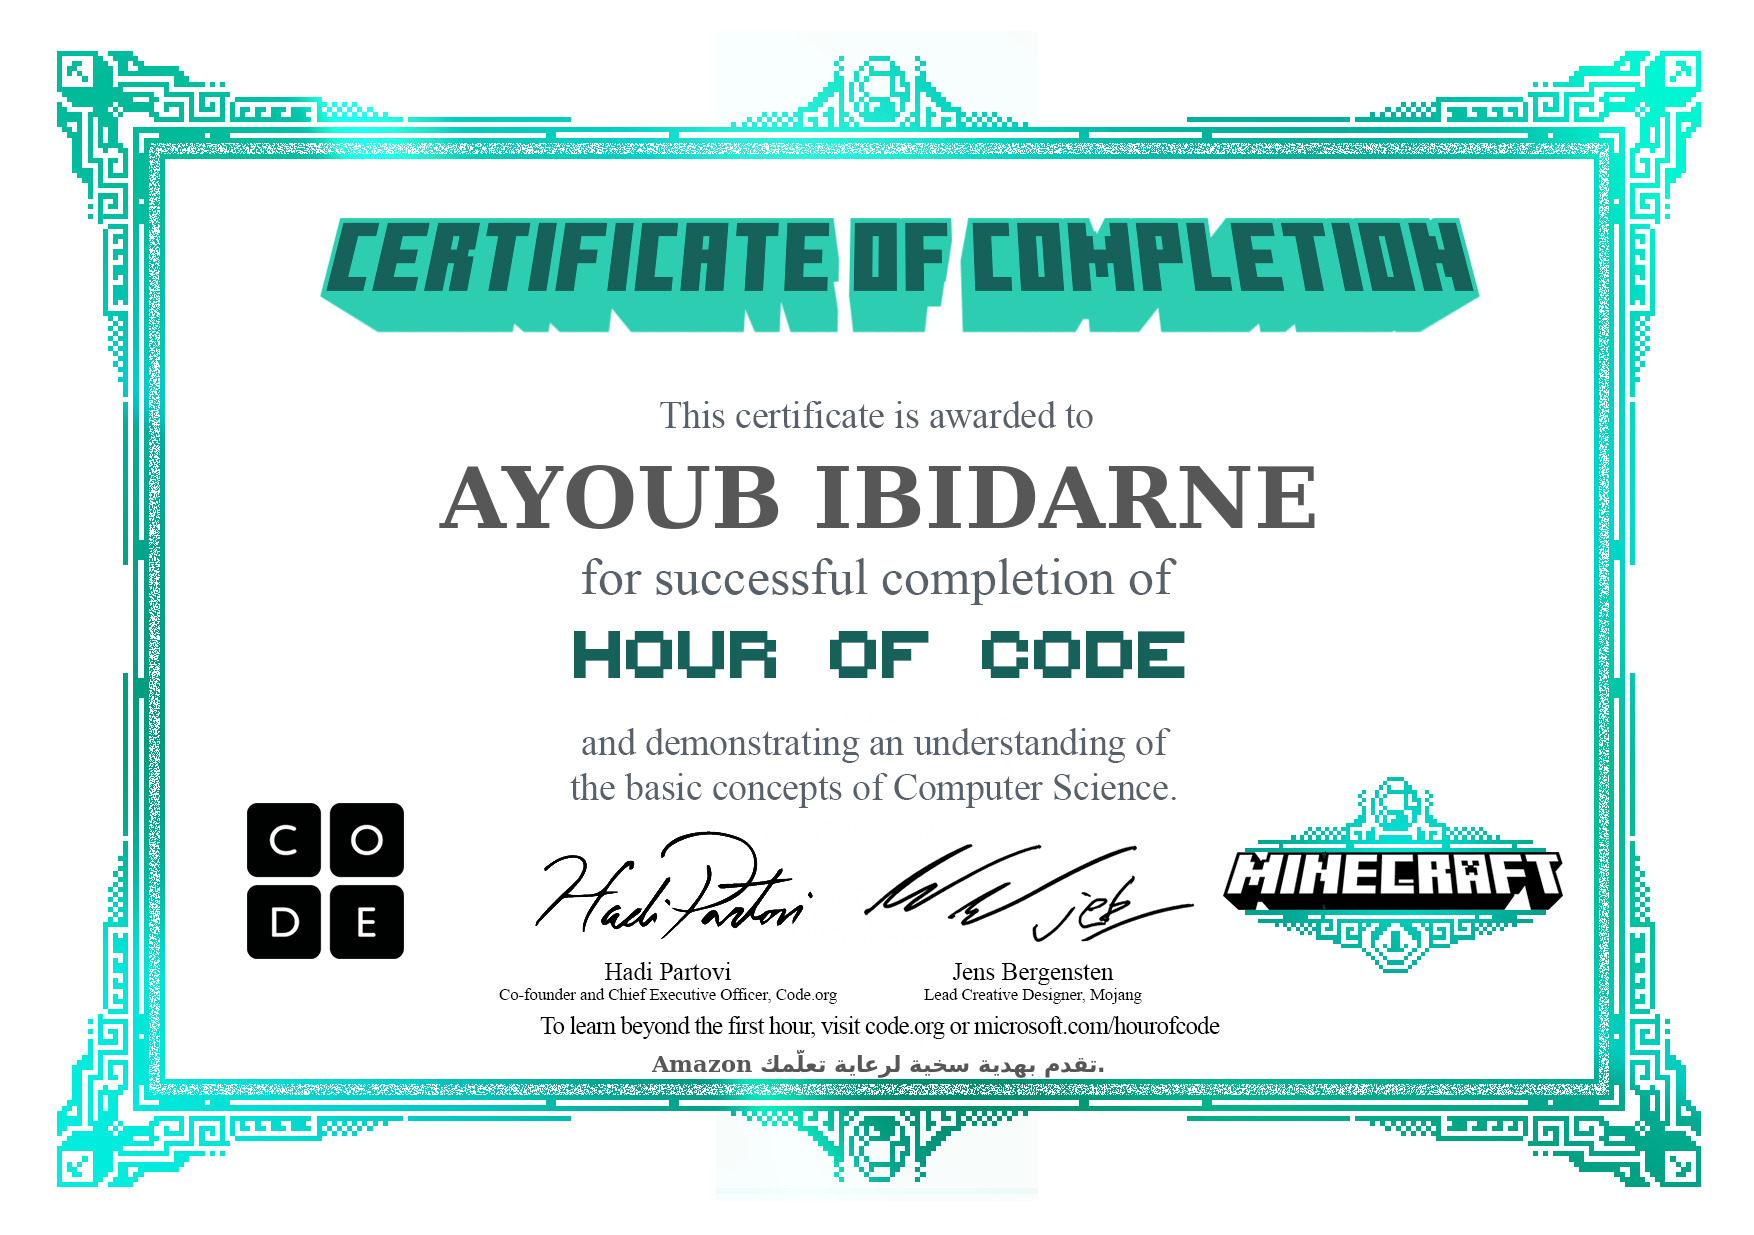 CERTIFICATE OF COMPLETION
This certificate is awarded to
AYOUB IBIDARNE
for successful completion of
HOUR OF CODE
and demonstrating an understanding of
the basic concepts of Computer Science.
C O
D E
MINECRAFT
Hadi Partovi
jeb
Hadi Partovi
Co-founder and Chief Executive Officer, Code.org
Jens Bergensten
Lead Creative Designer, Mojang
To learn beyond the first hour, visit code.org or microsoft.com/hourofcode
Amazon تقدم بهدية سخية لرعاية تعلّمك.